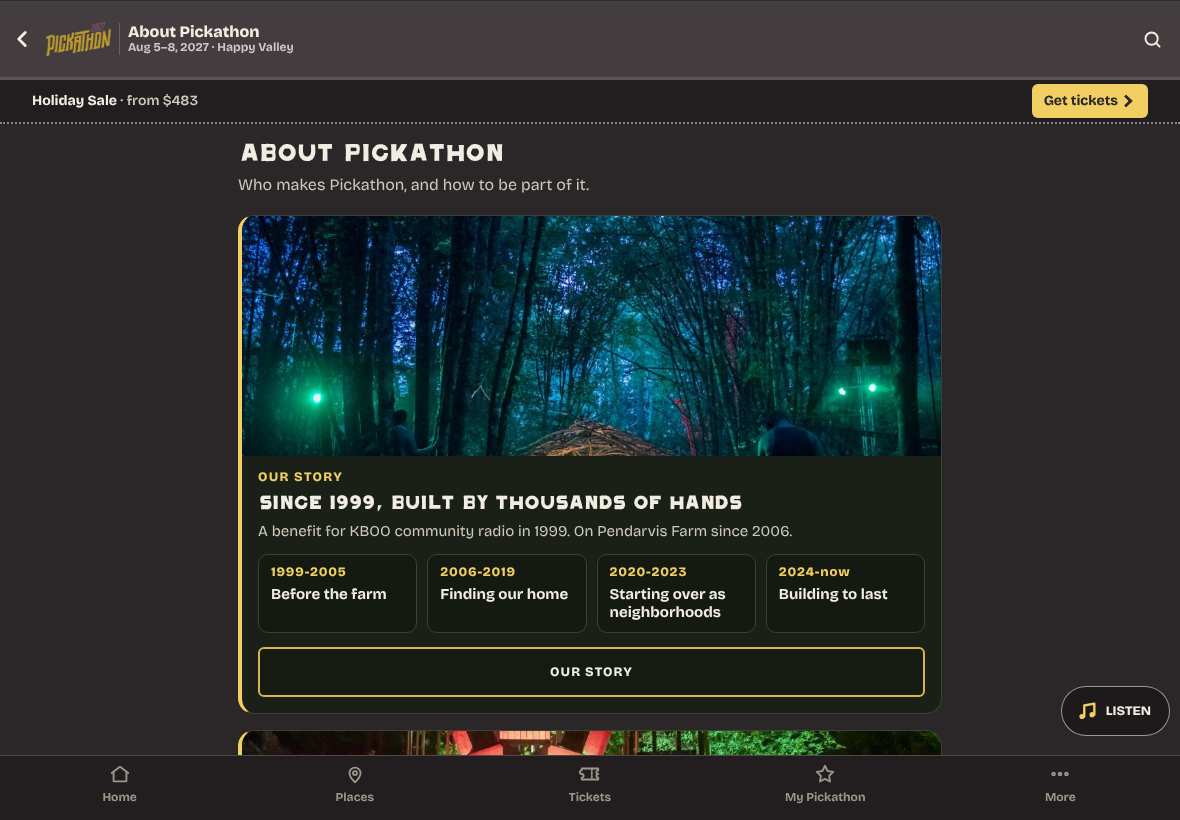 PICKATHON
About Pickathon
Aug 5–8, 2027 · Happy Valley
Holiday Sale · from $483
Get tickets
ABOUT PICKATHON
Who makes Pickathon, and how to be part of it.
OUR STORY
SINCE 1999, BUILT BY THOUSANDS OF HANDS
A benefit for KBOO community radio in 1999. On Pendarvis Farm since 2006.
1999-2005
Before the farm
2006-2019
Finding our home
2020-2023
Starting over as
neighborhoods
2024-now
Building to last
OUR STORY
LISTEN
Home
Places
Tickets
My Pickathon
More